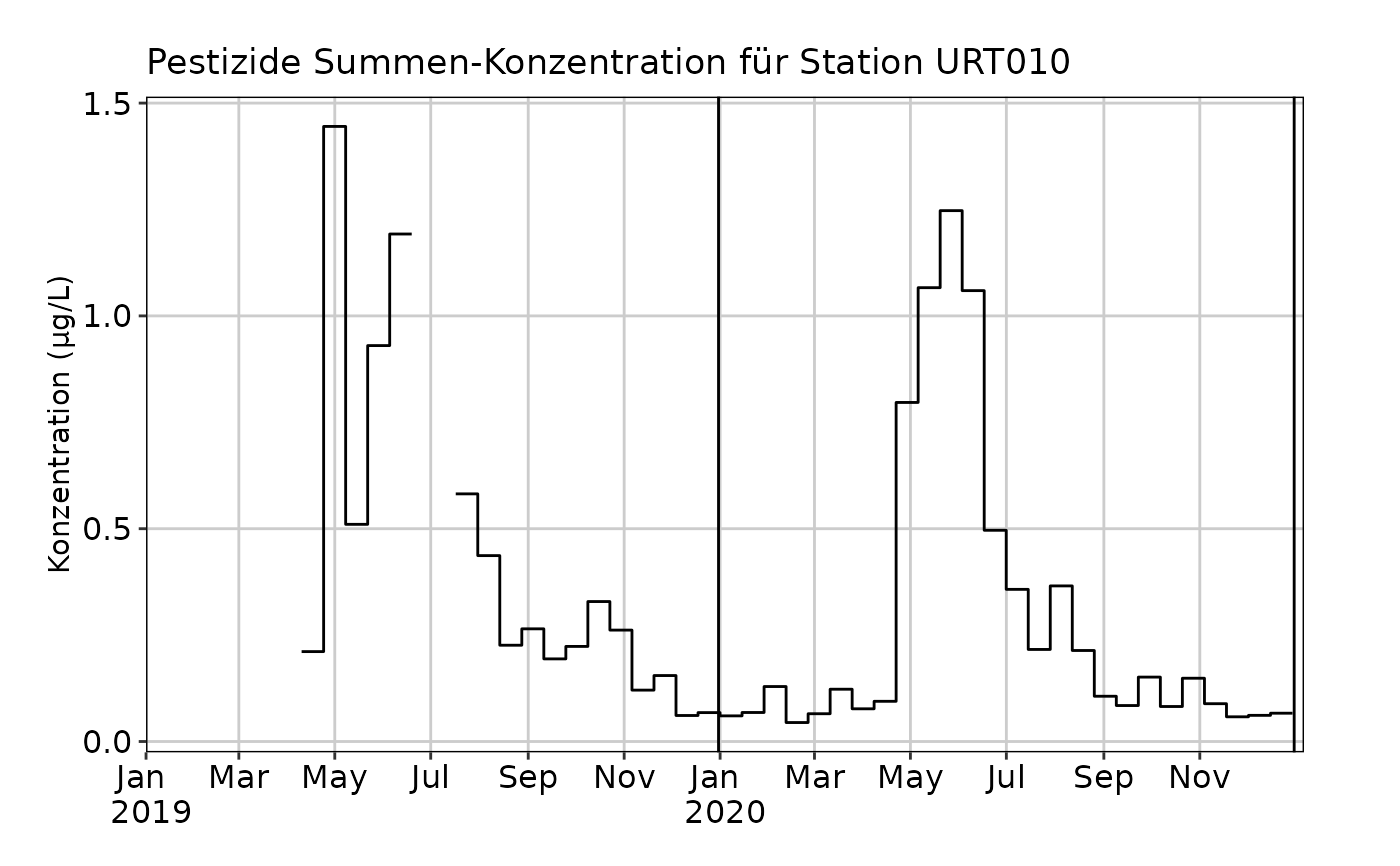 Pestizide Summen-Konzentration für Station URT010
Konzentration (µg/L)
1.5
1.0
0.5
0.0
Jan Mar May Jul Sep Nov Jan Mar May Jul Sep Nov
2019 2020